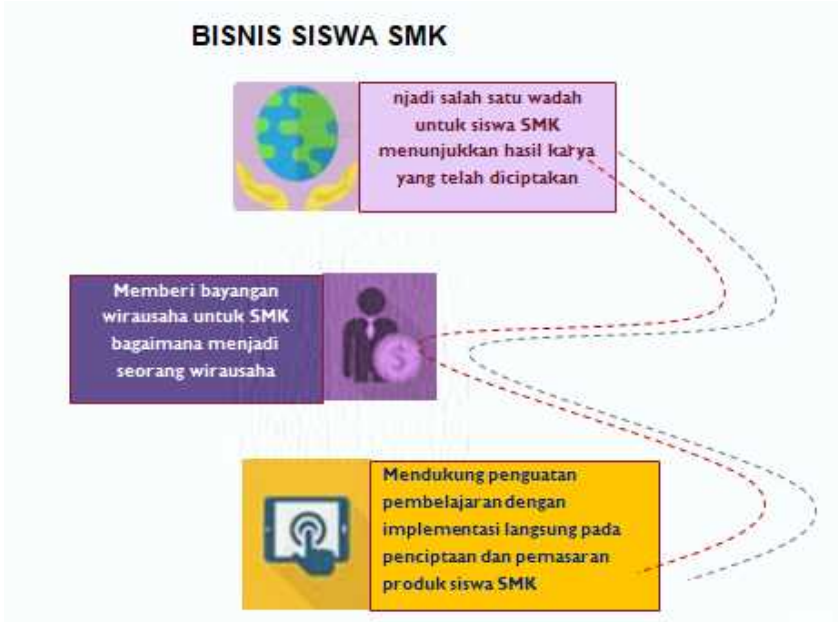 BISNIS SISWA SMK
njadi salah satu wadah
untuk siswa SMK
menunjukkan hasil karya
yang telah diciptakan
Memberi bayangan
wirausaha untuk SMK
bagaimana menjadi
seorang wirausaha
$
Mendukung penguatan
pembelajaran dengan
implementasi langsung pada
penciptaan dan pemasaran
produk siswa SMK